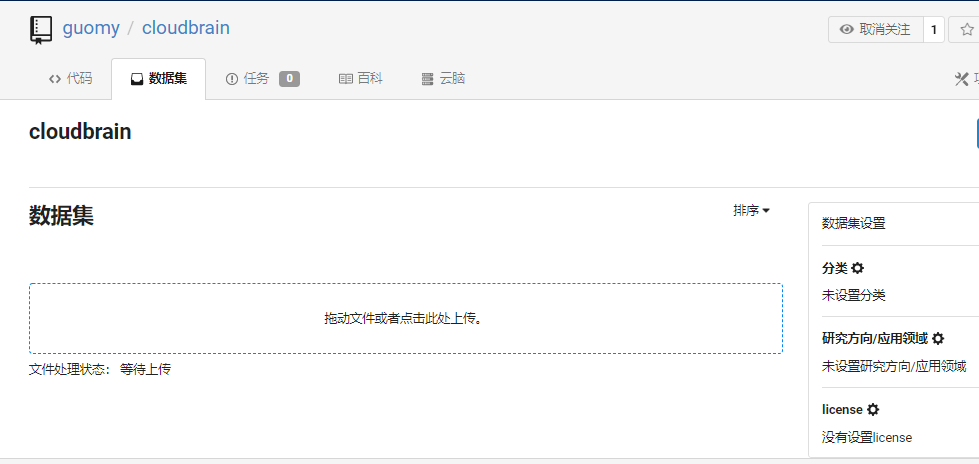 guomy / cloudbrain
取消关注 1
代码 数据集 任务 0 百科 云脑
cloudbrain
数据集
排序
拖动文件或者点击此处上传。
文件处理状态： 等待上传
数据集设置
分类
未设置分类
研究方向/应用领域
未设置研究方向/应用领域
license
没有设置license